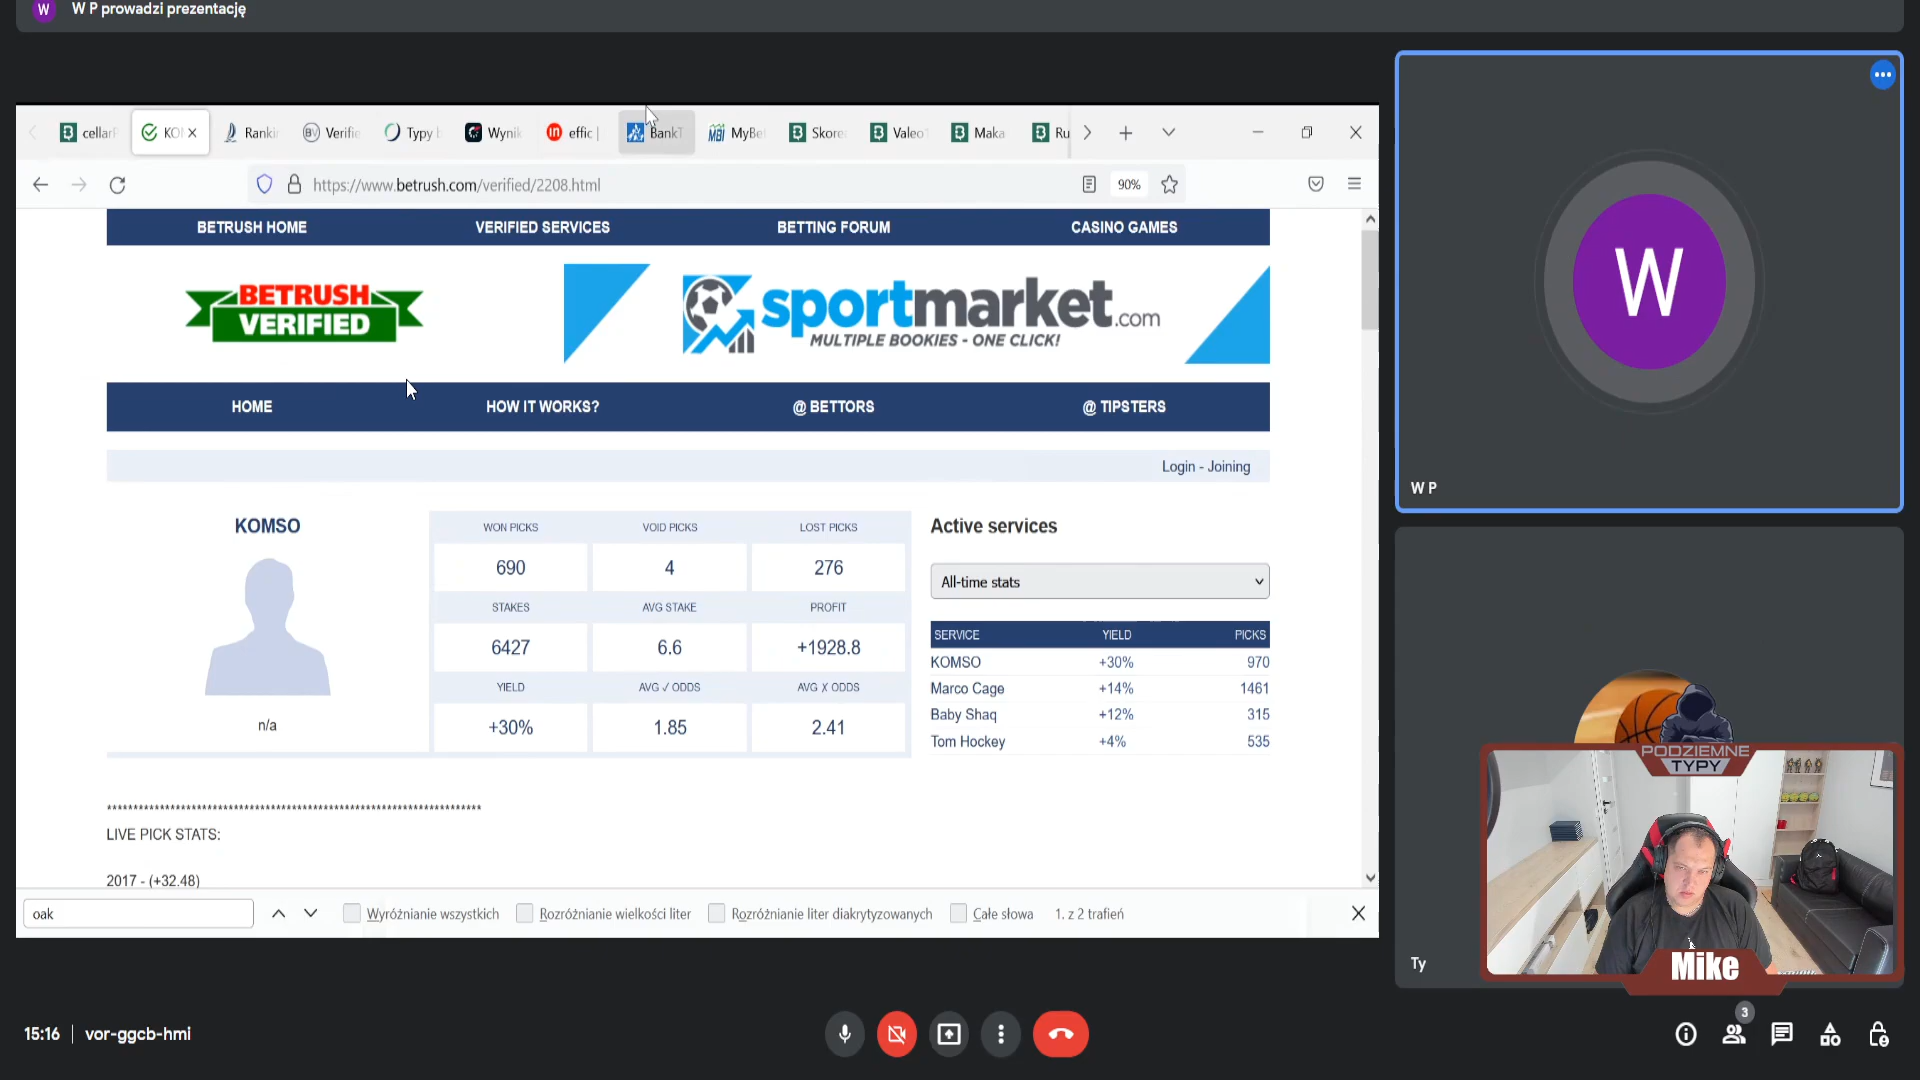 W
W P prowadzi prezentację
cellarF
KO
Rankin
Verifie
Typy b
Wynik
effic |
BankT
MyBe
Skore
Valeo
Maka
Ru
https://www.betrush.com/verified/2208.html
90%
BETRUSH HOME
VERIFIED SERVICES
BETTING FORUM
CASINO GAMES
BETRUSH
VERIFIED
sportmarket.com
MULTIPLE BOOKIES - ONE CLICK!
HOME
HOW IT WORKS?
@ BETTORS
@ TIPSTERS
Login - Joining
KOMSO
n/a
WON PICKS VOID PICKS LOST PICKS
690 4 276
STAKES AVG STAKE PROFIT
6427 6.6 +1928.8
YIELD AVG ✓ ODDS AVG ✗ ODDS
+30% 1.85 2.41
Active services
All-time stats
SERVICE YIELD PICKS
KOMSO +30% 970
Marco Cage +14% 1461
Baby Shaq +12% 315
Tom Hockey +4% 535
***********************************************************************
LIVE PICK STATS:
2017 - (+32.48)
oak
Wyróżnianie wszystkich
Rozróżnianie wielkości liter
Rozróżnianie liter diakrytyzowanych
Całe słowa
1. z 2 trafień
W
W P
PODZIEMNE
TYPY
Ty
Mike
15:16 | vor-ggcb-hmi
3